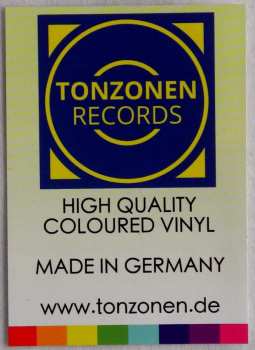 TONZONEN
RECORDS
HIGH QUALITY
COLOURED VINYL
MADE IN GERMANY
www.tonzonen.de